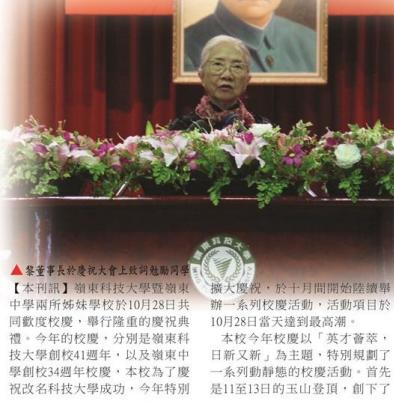 ▲黎董事長於慶祝大會上致詞勉勵同學
【本刊訊】嶺東科技大學暨嶺東
中學兩所姊妹學校於10月28日共
同歡度校慶，舉行隆重的慶祝典
禮。今年的校慶，分別是嶺東科
技大學創校41週年，以及嶺東中
學創校34週年校慶，本校為了慶
祝改名科技大學成功，今年特別
擴大慶祝，於十月間開始陸續舉
辦一系列校慶活動，活動項目於
10月28日當天達到最高潮。
本校今年校慶以「英才薈萃，
日新又新」為主題，特別規劃了
一系列動靜態的校慶活動。首先
是11至13日的玉山登頂，創下了
嶺東科技大學